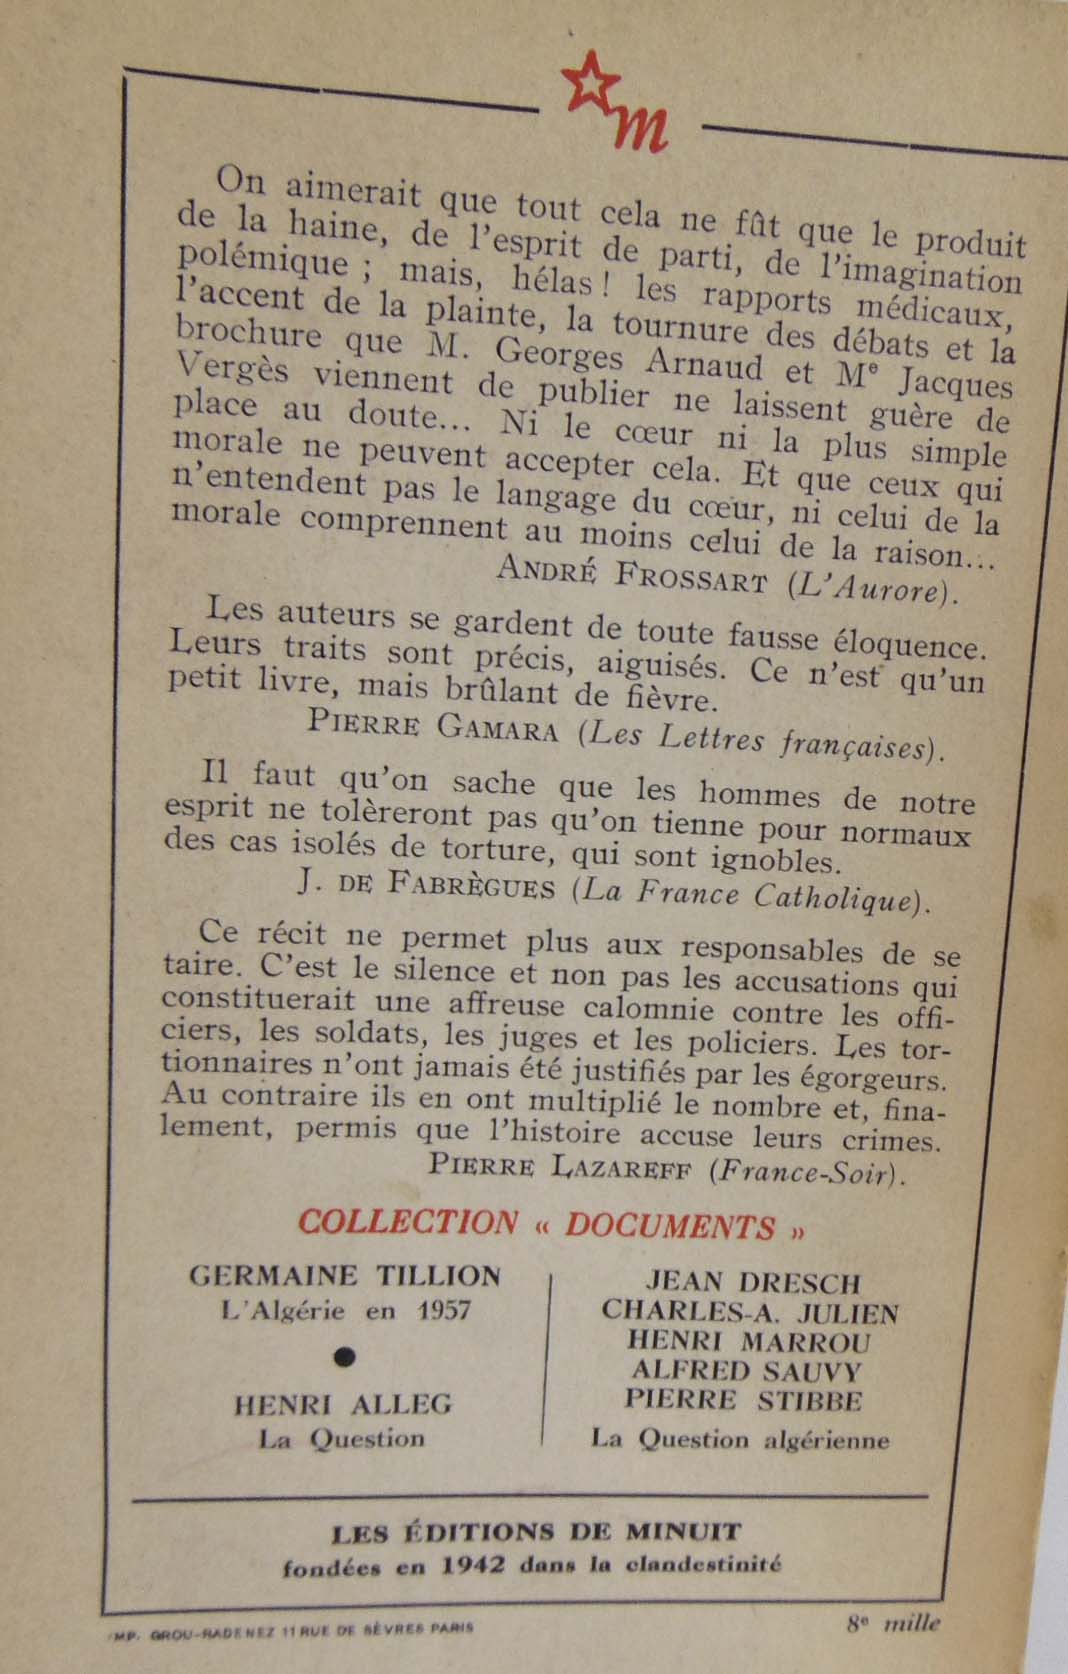 m
On aimerait que tout cela ne fût que le produit
de la haine, de l'esprit de parti, de l'imagination
polémique ; mais, hélas ! les rapports médicaux,
l'accent de la plainte, la tournure des débats et la
brochure que M. Georges Arnaud et Me Jacques
Vergès viennent de publier ne laissent guère de
place au doute... Ni le cœur ni la plus simple
morale ne peuvent accepter cela. Et que ceux qui
n'entendent pas le langage du cœur, ni celui de la
morale comprennent au moins celui de la raison...
ANDRÉ FROSSART (L'Aurore).
Les auteurs se gardent de toute fausse éloquence.
Leurs traits sont précis, aiguisés. Ce n'est qu'un
petit livre, mais brûlant de fièvre.
PIERRE GAMARA (Les Lettres françaises).
Il faut qu'on sache que les hommes de notre
esprit ne tolèreront pas qu'on tienne pour normaux
des cas isolés de torture, qui sont ignobles.
J. DE FABRÈGUES (La France Catholique).
Ce récit ne permet plus aux responsables de se
taire. C'est le silence et non pas les accusations qui
constituerait une affreuse calomnie contre les offi-
ciers, les soldats, les juges et les policiers. Les tor-
tionnaires n'ont jamais été justifiés par les égorgeurs.
Au contraire ils en ont multiplié le nombre et, fina-
lement, permis que l'histoire accuse leurs crimes.
PIERRE LAZAREFF (France-Soir).
COLLECTION « DOCUMENTS »
GERMAINE TILLION
L'Algérie en 1957
HENRI ALLEG
La Question
JEAN DRESCH
CHARLES-A. JULIEN
HENRI MARROU
ALFRED SAUVY
PIERRE STIBBE
La Question algérienne
LES ÉDITIONS DE MINUIT
fondées en 1942 dans la clandestinité
IMP. GROU-RADENEZ 11 RUE DE SÈVRES PARIS
8e mille